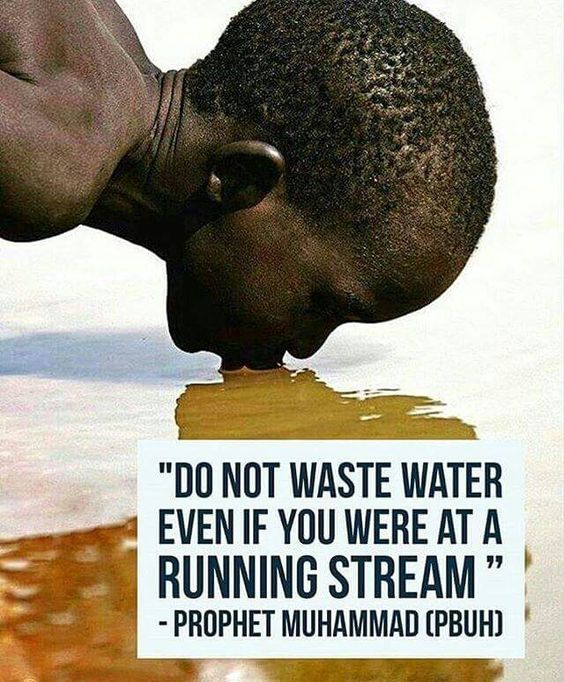 "DO NOT WASTE WATER
EVEN IF YOU WERE AT A
RUNNING STREAM ”
- PROPHET MUHAMMAD (PBUH)